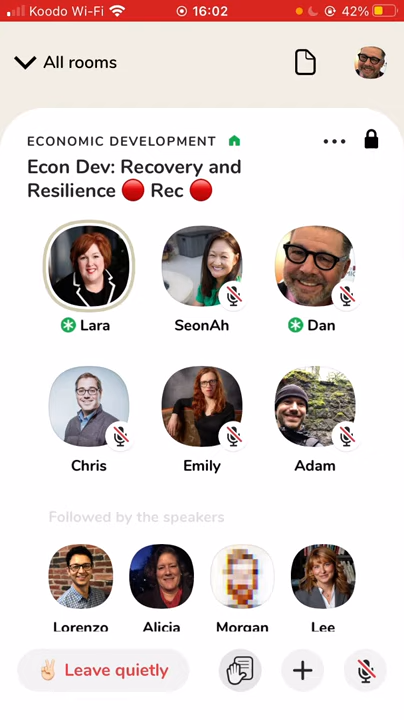 Koodo Wi-Fi 16:02 42%
All rooms
ECONOMIC DEVELOPMENT
Econ Dev: Recovery and
Resilience 🔴 Rec 🔴
Lara SeonAh Dan
Chris Emily Adam
Followed by the speakers
Lorenzo Alicia Morgan Lee
Leave quietly